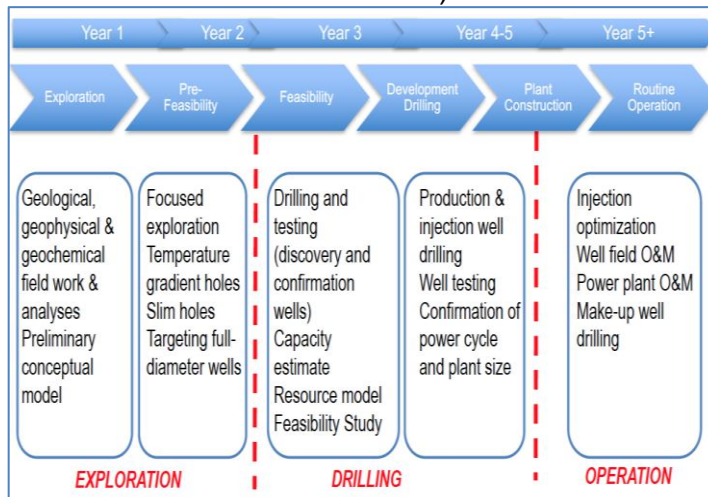 Year 1
Year 2
Year 3
Year 4-5
Year 5+
Exploration
Pre-
Feasibility
Feasibility
Development
Drilling
Plant
Construction
Routine
Operation
Geological,
geophysical &
geochemical
field work &
analyses
Preliminary
conceptual
model
Focused
exploration
Temperature
gradient holes
Slim holes
Targeting full-
diameter wells
Drilling and
testing
(discovery and
confirmation
wells)
Capacity
estimate
Resource model
Feasibility Study
Production &
injection well
drilling
Well testing
Confirmation of
power cycle
and plant size
Injection
optimization
Well field O&M
Power plant O&M
Make-up well
drilling
EXPLORATION
DRILLING
OPERATION